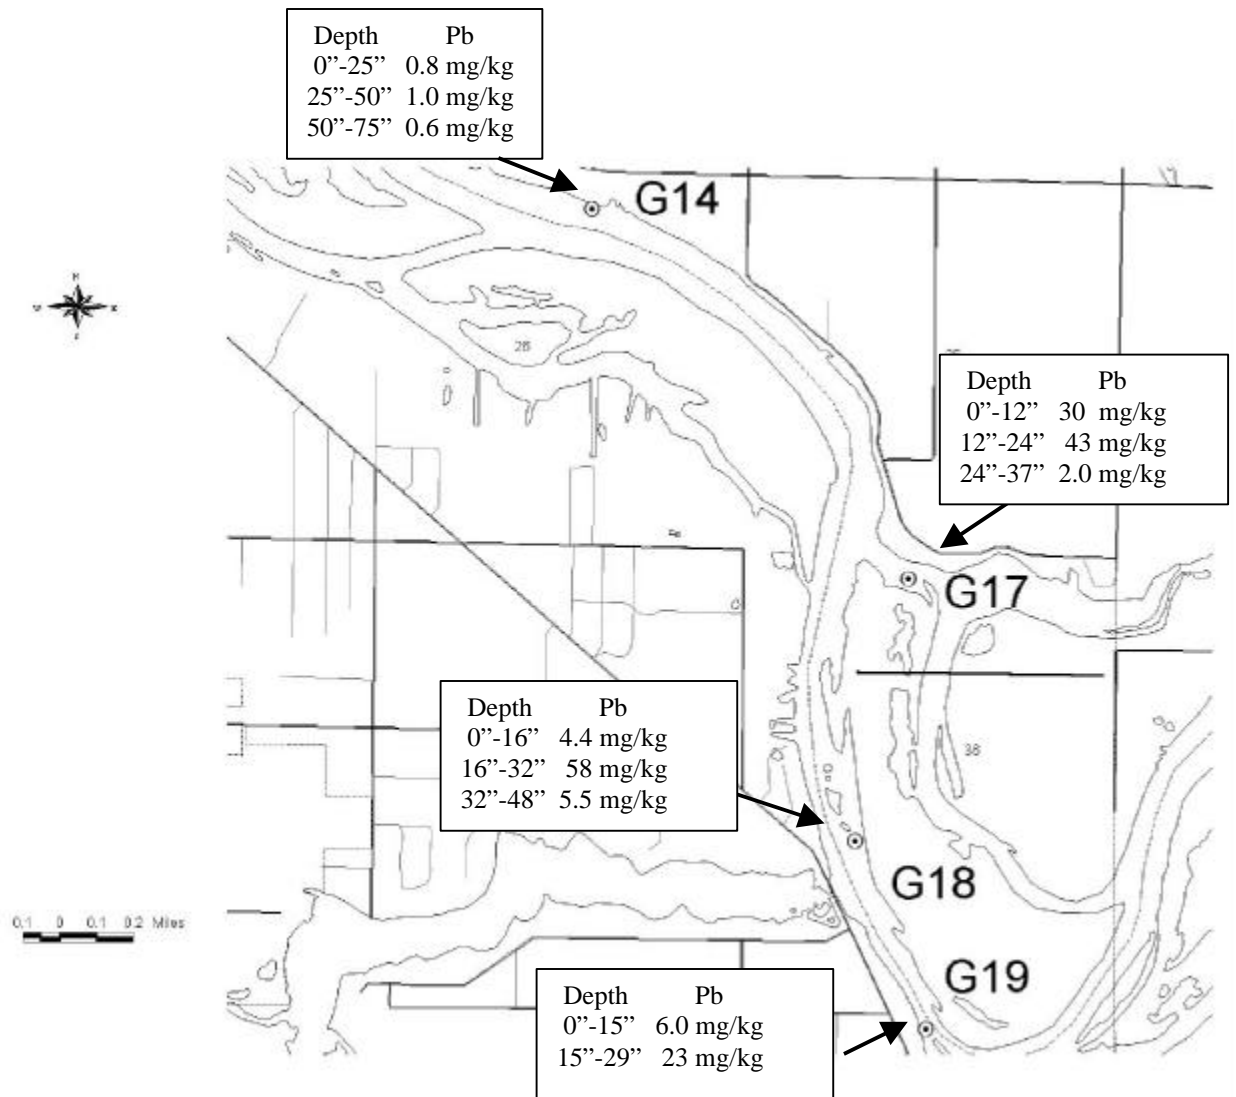 Depth Pb
0”-25” 0.8 mg/kg
25”-50” 1.0 mg/kg
50”-75” 0.6 mg/kg
G14
N
26
Depth Pb
0”-12” 30 mg/kg
12”-24” 43 mg/kg
24”-37” 2.0 mg/kg
G17
Depth Pb
0”-16” 4.4 mg/kg
16”-32” 58 mg/kg
32”-48” 5.5 mg/kg
36
G18
0.1 0 0.1 0.2 Miles
G19
Depth Pb
0”-15” 6.0 mg/kg
15”-29” 23 mg/kg